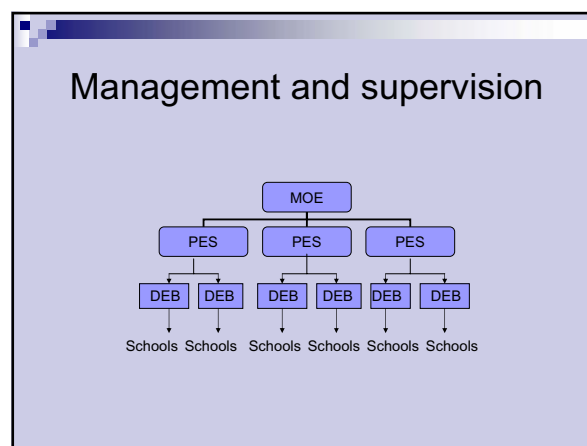 Management and supervision
MOE
PES PES PES
DEB DEB DEB DEB DEB DEB
Schools Schools Schools Schools Schools Schools